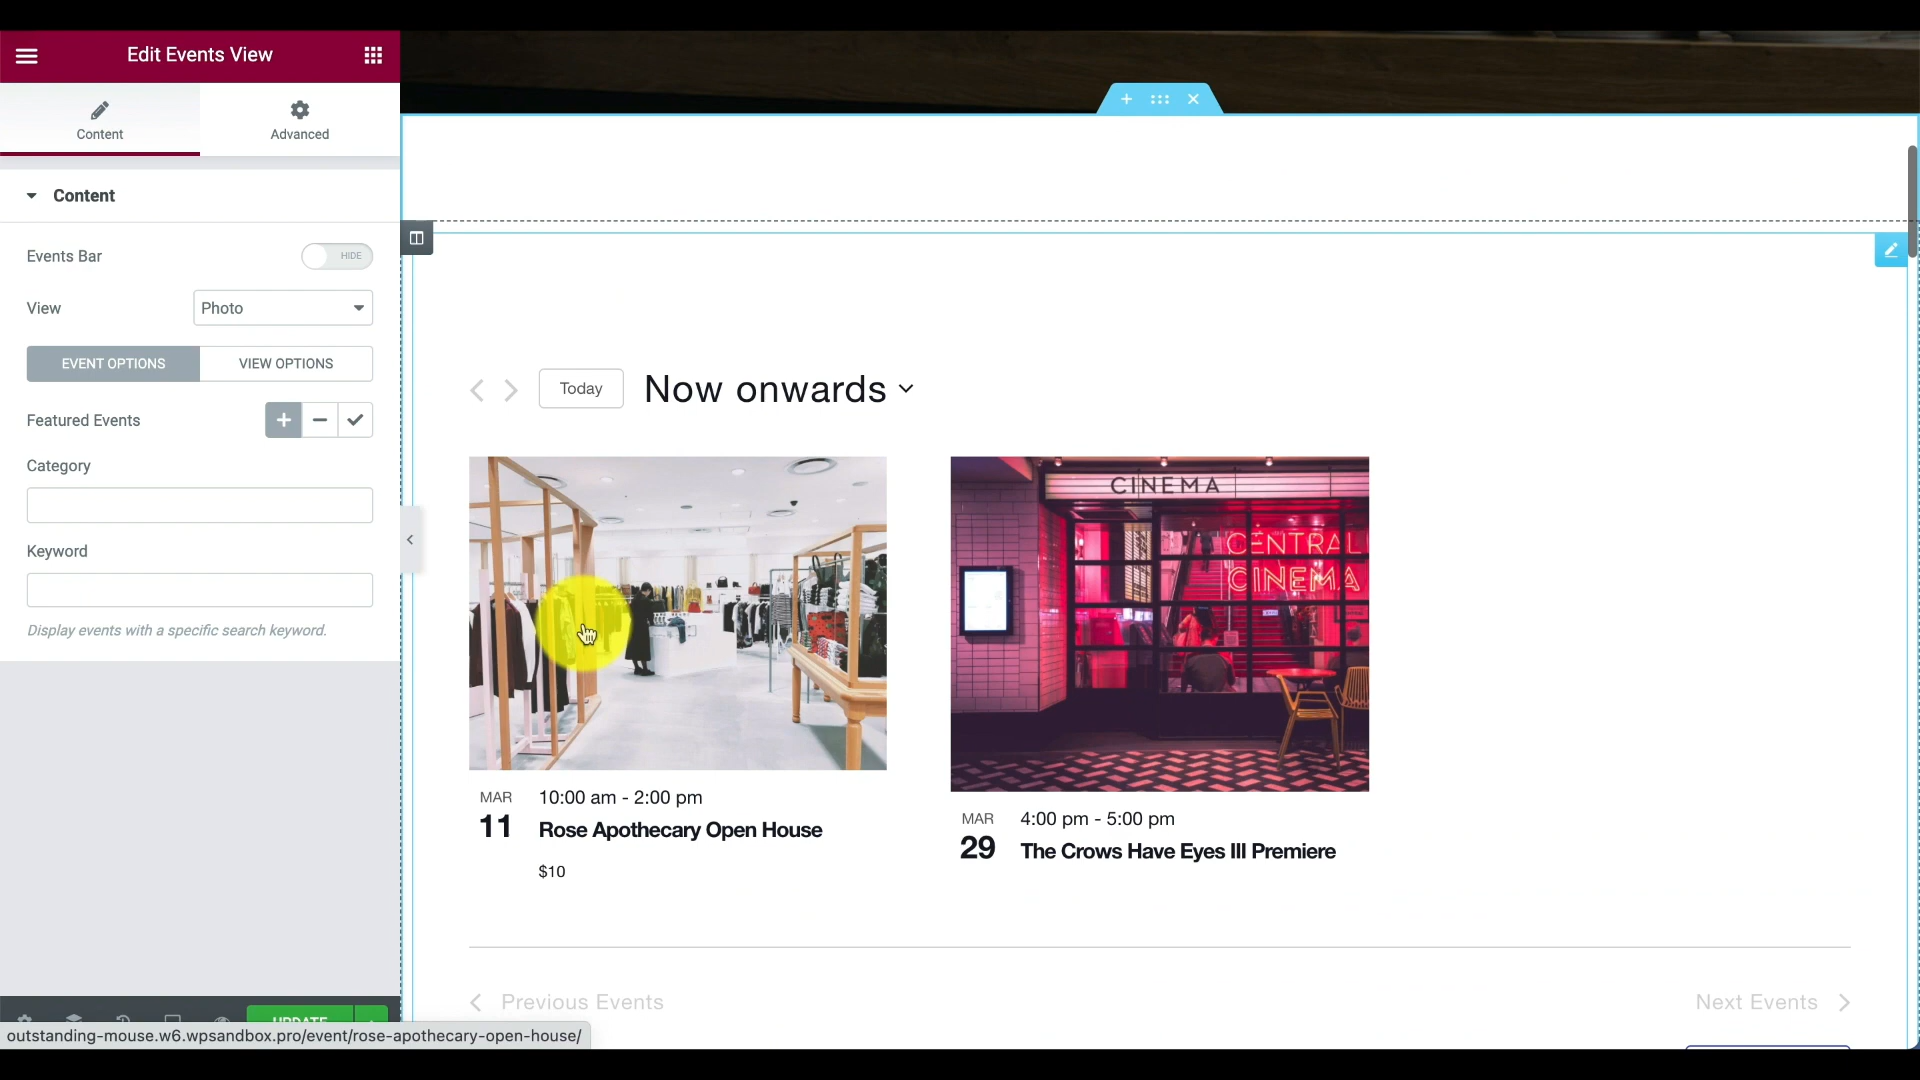 Edit Events View
Content
Advanced
Content
Events Bar
HIDE
View
Photo
EVENT OPTIONS
VIEW OPTIONS
Featured Events
Category
Keyword
Display events with a specific search keyword.
UPDATE
outstanding-mouse.w6.wpsandbox.pro/event/rose-apothecary-open-house/
Today
Now onwards
CINEMA
CENTRAL
CINEMA
MAR
11
10:00 am - 2:00 pm
Rose Apothecary Open House
$10
MAR
29
4:00 pm - 5:00 pm
The Crows Have Eyes III Premiere
Previous Events
Next Events